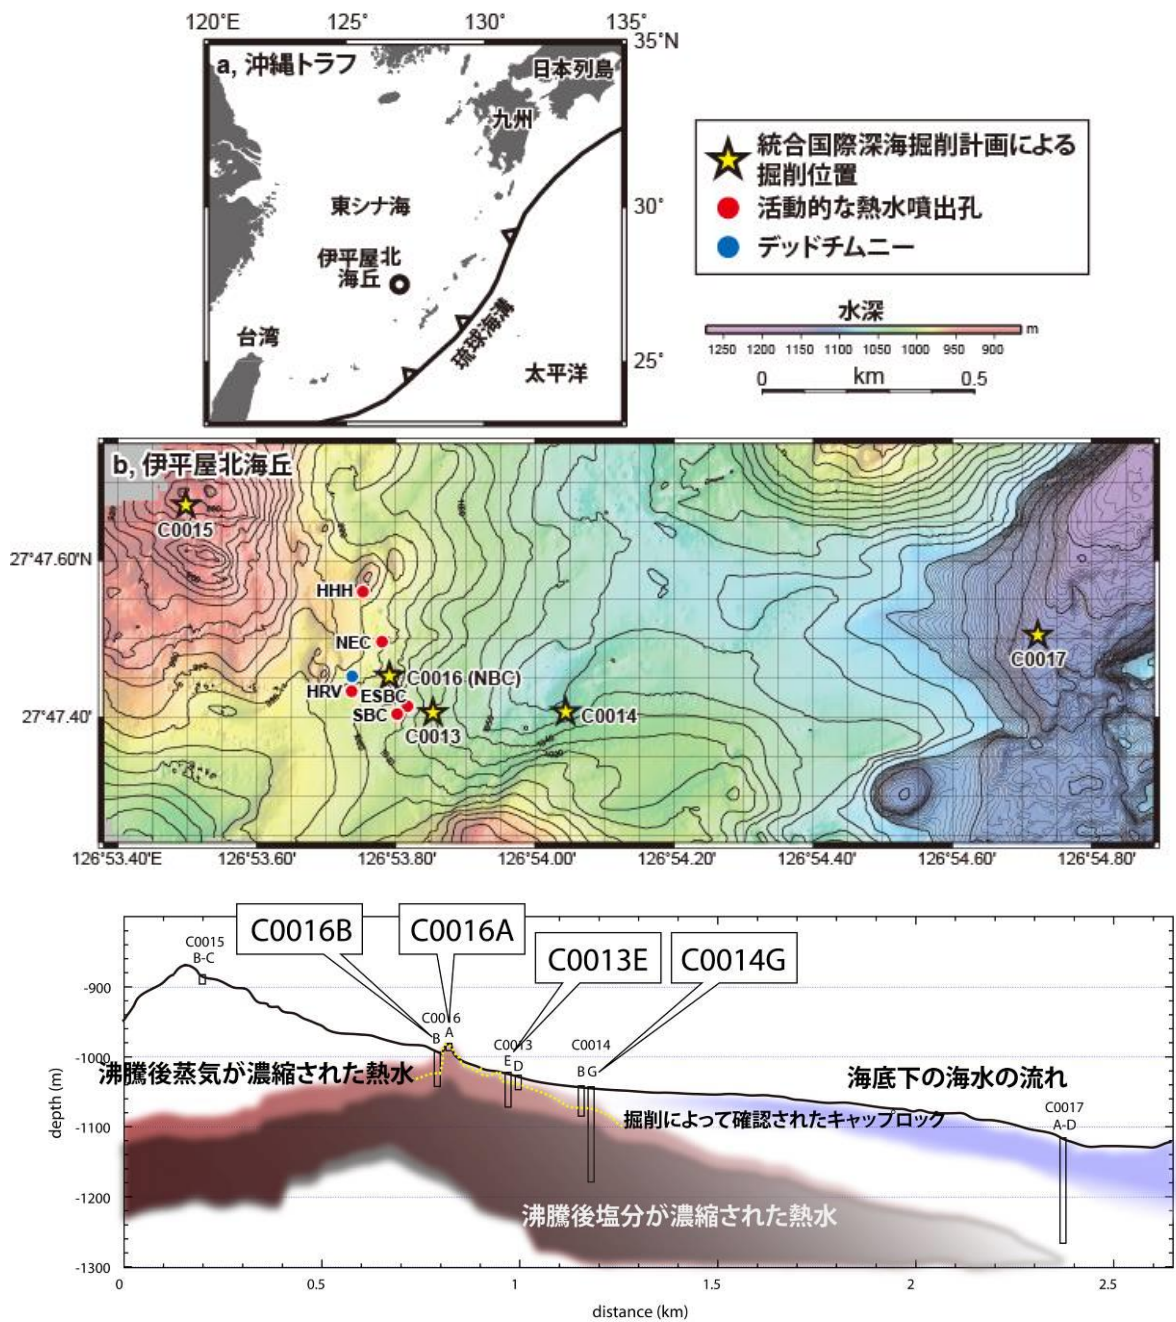 120°E
125°
130°
135°
35°N
a, 沖縄トラフ
日本列島
九州
30°
東シナ海
伊平屋北
海丘
琉球海溝
台湾
25°
太平洋
統合国際深海掘削計画による
掘削位置
活動的な熱水噴出孔
デッドチムニー
水深
m
1250 1200 1150 1100 1050 1000 950 900
0 km 0.5
b, 伊平屋北海丘
C0015
27°47.60'N
HHH
NEC
C0016 (NBC)
C0017
HRV
ESBC
27°47.40'
SBC
C0014
C0013
126°53.40'E 126°53.60' 126°53.80' 126°54.00' 126°54.20' 126°54.40' 126°54.60' 126°54.80'
C0016B
C0016A
C0013E
C0014G
C0015
B-C
C0016
B A
C0013
E D
C0014
B G
C0017
A-D
-900
-1000
-1100
-1200
-1300
depth (m)
沸騰後蒸気が濃縮された熱水
海底下の海水の流れ
掘削によって確認されたキャップロック
沸騰後塩分が濃縮された熱水
0 0.5 1 1.5 2 2.5
distance (km)